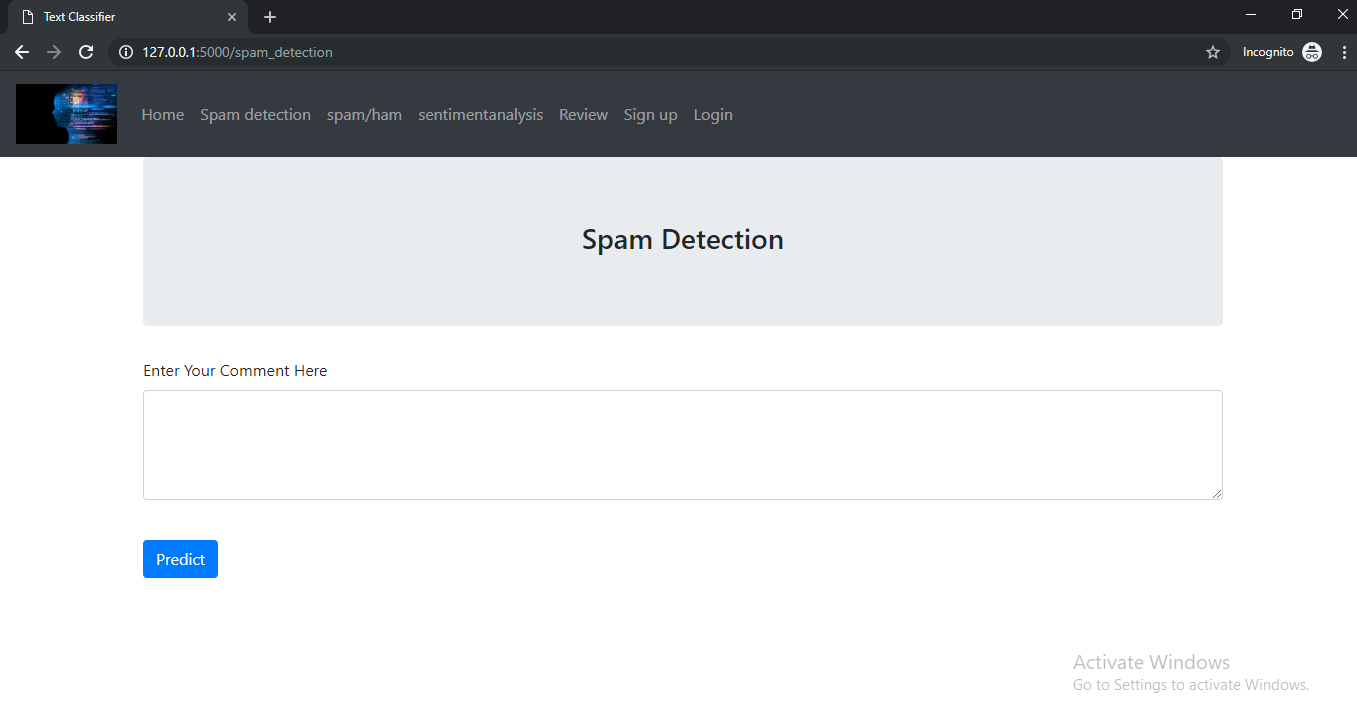 Text Classifier
127.0.0.1:5000/spam_detection
Incognito
Home Spam detection spam/ham sentimentanalysis Review Sign up Login
Spam Detection
Enter Your Comment Here
Predict
Activate Windows
Go to Settings to activate Windows.